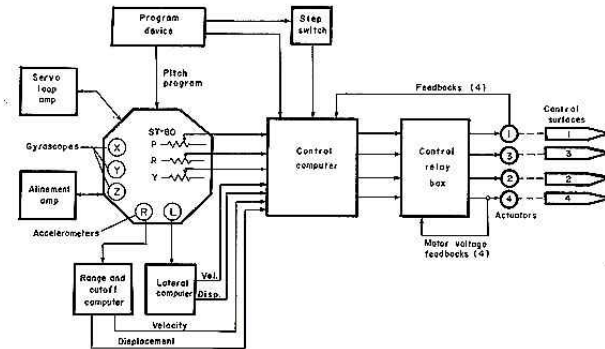 Program
device
Step
switch
Pitch
program
Servo
loop
amp
Feedbacks (4)
Control
surfaces
ST-80
P
R
Y
Gyroscopes
X
Y
Z
Control
computer
Control
relay
box
1
3
2
4
1
3
2
4
Alinement
amp
R
L
Accelerometers
Actuators
Motor voltage
feedbacks (4)
Range and
cutoff
computer
Lateral
computer
Vel.
Disp.
Velocity
Displacement